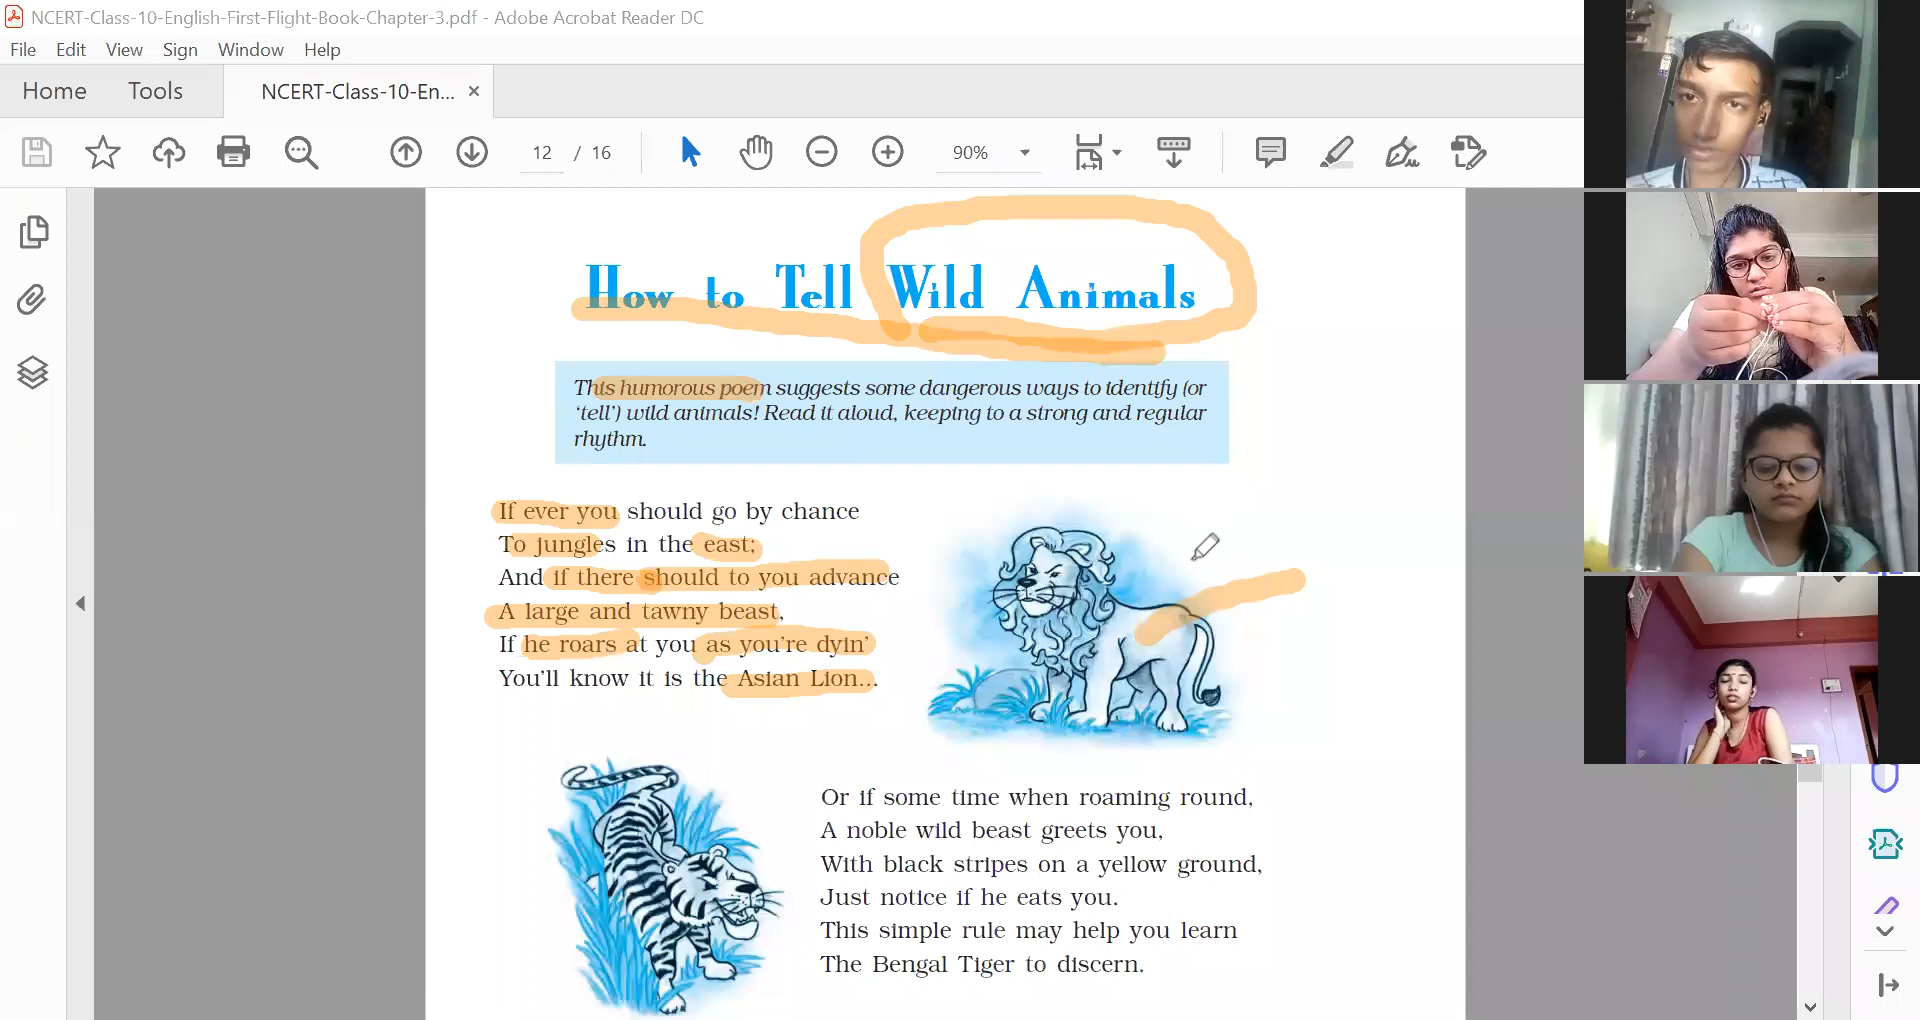 NCERT-Class-10-English-First-Flight-Book-Chapter-3.pdf - Adobe Acrobat Reader DC
File Edit View Sign Window Help
Home Tools NCERT-Class-10-En... ×
12 / 16 90%
How to Tell Wild Animals
This humorous poem suggests some dangerous ways to identify (or
‘tell’) wild animals! Read it aloud, keeping to a strong and regular
rhythm.
If ever you should go by chance
To jungles in the east;
And if there should to you advance
A large and tawny beast,
If he roars at you as you’re dyin’
You’ll know it is the Asian Lion...
Or if some time when roaming round,
A noble wild beast greets you,
With black stripes on a yellow ground,
Just notice if he eats you.
This simple rule may help you learn
The Bengal Tiger to discern.